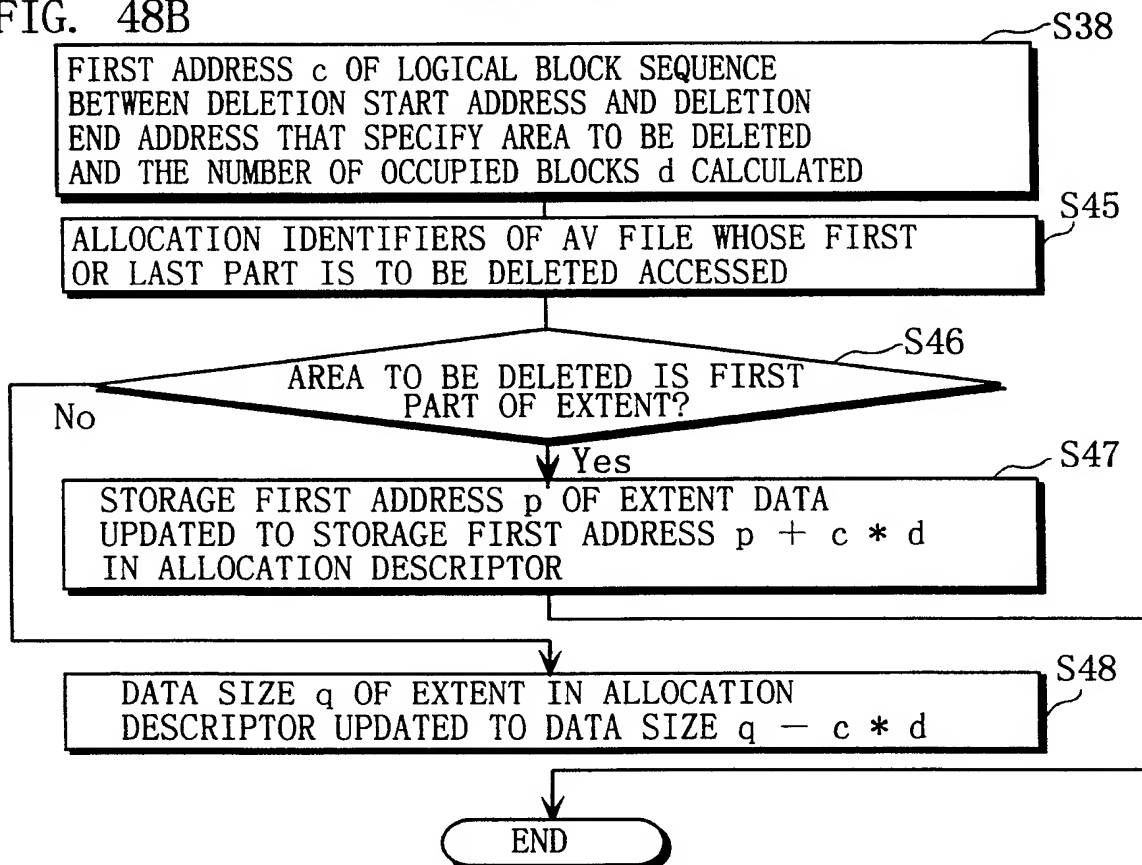 FIG. 48B
S38
FIRST ADDRESS c OF LOGICAL BLOCK SEQUENCE
BETWEEN DELETION START ADDRESS AND DELETION
END ADDRESS THAT SPECIFY AREA TO BE DELETED
AND THE NUMBER OF OCCUPIED BLOCKS d CALCULATED
S45
ALLOCATION IDENTIFIERS OF AV FILE WHOSE FIRST
OR LAST PART IS TO BE DELETED ACCESSED
S46
AREA TO BE DELETED IS FIRST
PART OF EXTENT?
No
Yes
S47
STORAGE FIRST ADDRESS p OF EXTENT DATA
UPDATED TO STORAGE FIRST ADDRESS p + c * d
IN ALLOCATION DESCRIPTOR
S48
DATA SIZE q OF EXTENT IN ALLOCATION
DESCRIPTOR UPDATED TO DATA SIZE q − c * d
END